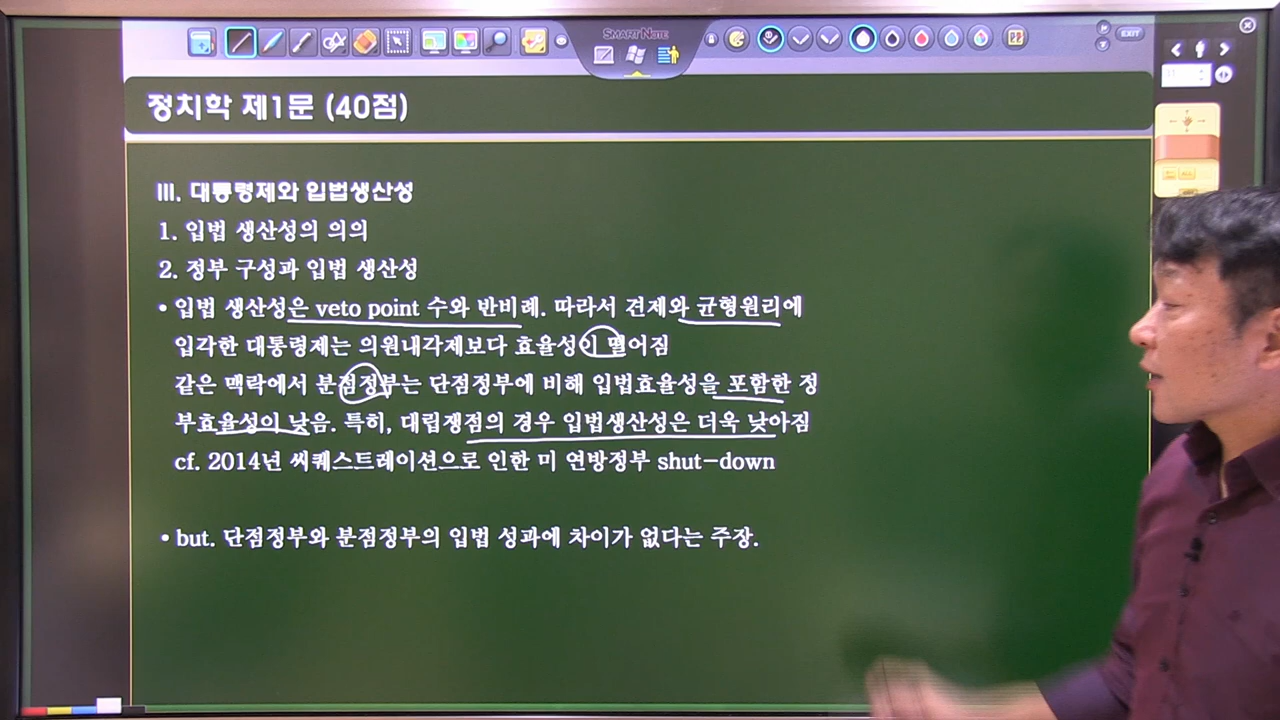 SMART NOTE
EXIT
정치학 제1문 (40점)
III. 대통령제와 입법생산성
1. 입법 생산성의 의의
2. 정부 구성과 입법 생산성
• 입법 생산성은 veto point 수와 반비례. 따라서 견제와 균형원리에
입각한 대통령제는 의원내각제보다 효율성이 떨어짐
같은 맥락에서 분점정부는 단점정부에 비해 입법효율성을 포함한 정
부효율성이 낮음. 특히, 대립쟁점의 경우 입법생산성은 더욱 낮아짐
cf. 2014년 씨퀘스트레이션으로 인한 미 연방정부 shut-down
• but. 단점정부와 분점정부의 입법 성과에 차이가 없다는 주장.